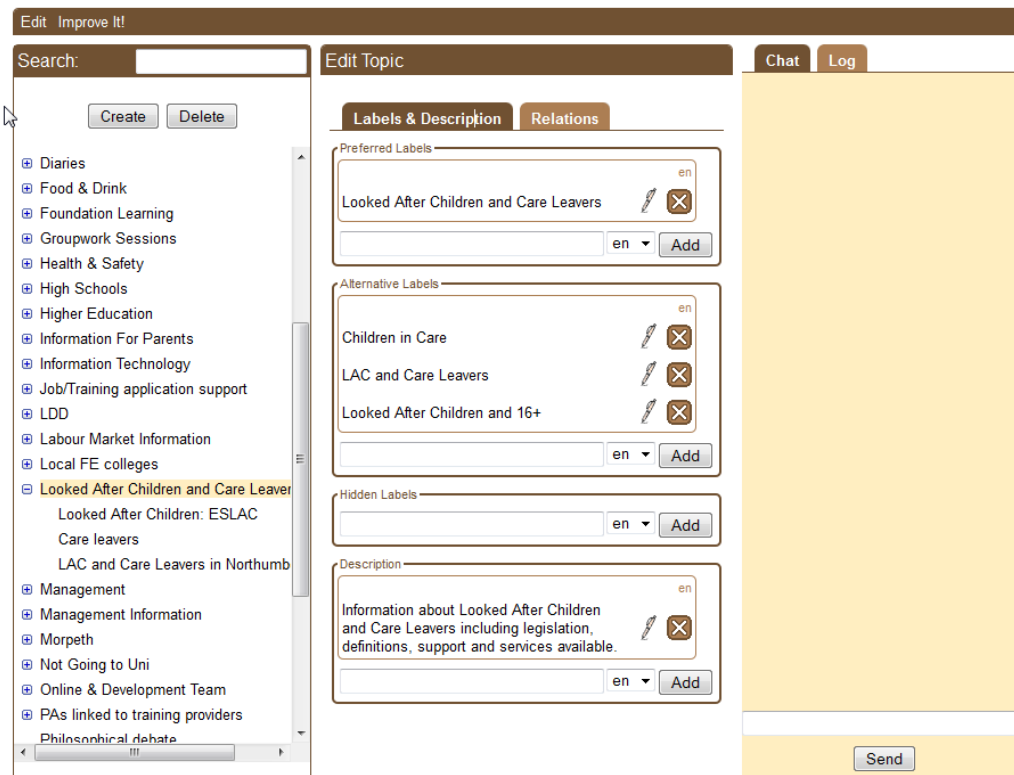 Edit Improve It!
Search:
Create Delete
Diaries
Food & Drink
Foundation Learning
Groupwork Sessions
Health & Safety
High Schools
Higher Education
Information For Parents
Information Technology
Job/Training application support
LDD
Labour Market Information
Local FE colleges
Looked After Children and Care Leaver
Looked After Children: ESLAC
Care leavers
LAC and Care Leavers in Northumb
Management
Management Information
Morpeth
Not Going to Uni
Online & Development Team
PAs linked to training providers
Philosophical debate
Edit Topic
Labels & Description Relations
Preferred Labels
en
Looked After Children and Care Leavers
en Add
Alternative Labels
en
Children in Care
LAC and Care Leavers
Looked After Children and 16+
en Add
Hidden Labels
en Add
Description
en
Information about Looked After Children
and Care Leavers including legislation,
definitions, support and services available.
en Add
Chat Log
Send